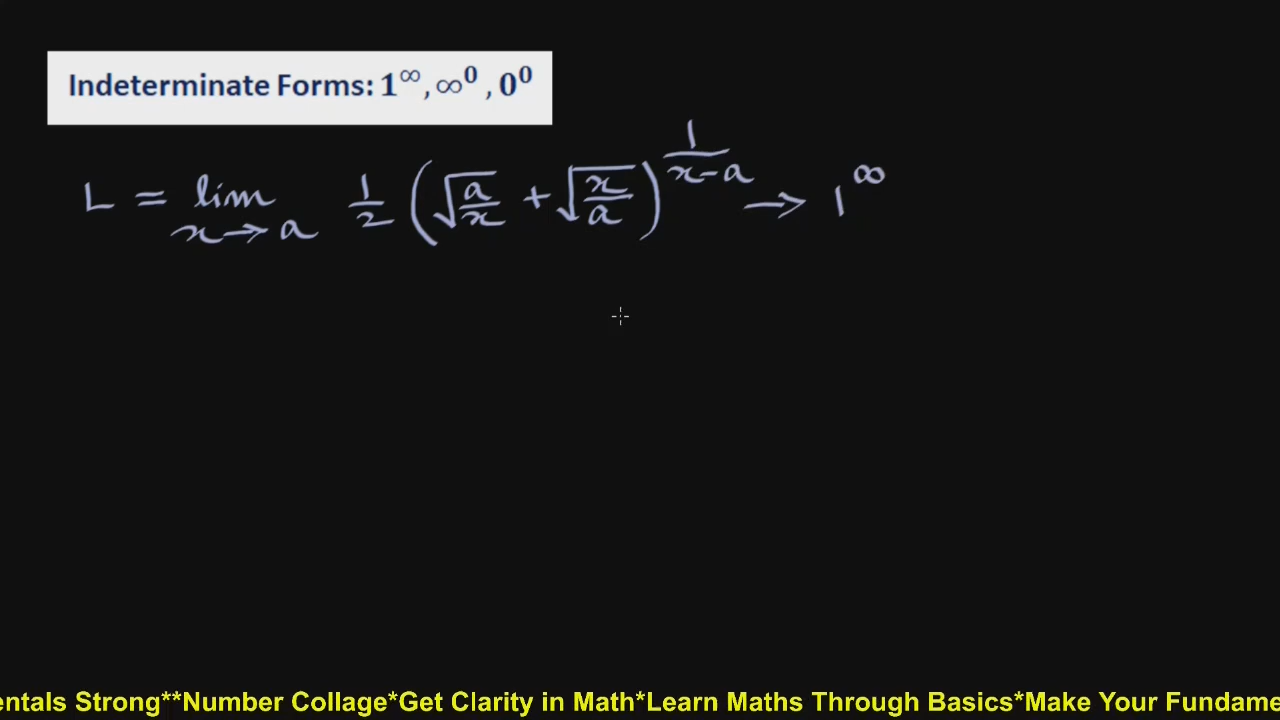 Indeterminate Forms: 1^∞, ∞^0, 0^0
L = lim x→a 1/2 (√(a/x) + √(x/a))^(1/(x-a)) → 1^∞
entals Strong**Number Collage*Get Clarity in Math*Learn Maths Through Basics*Make Your Fundame